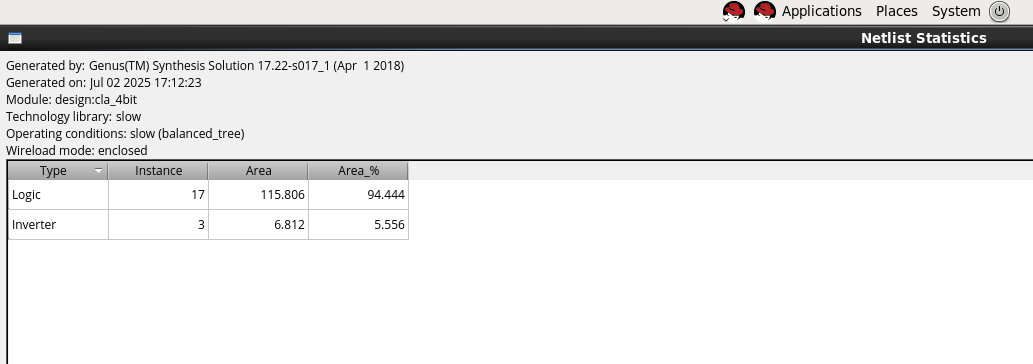 Applications Places System
Netlist Statistics
Generated by: Genus(TM) Synthesis Solution 17.22-s017_1 (Apr  1 2018)
Generated on: Jul 02 2025 17:12:23
Module: design:cla_4bit
Technology library: slow
Operating conditions: slow (balanced_tree)
Wireload mode: enclosed
Type Instance Area Area_%
Logic 17 115.806 94.444
Inverter 3 6.812 5.556